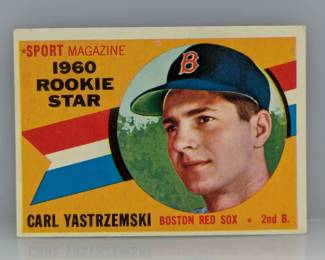 ★SPORT MAGAZINE
1960
ROOKIE
STAR
B
CARL YASTRZEMSKI BOSTON RED SOX • 2nd B.